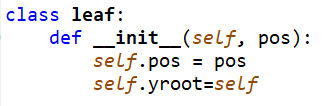 class leaf:
    def __init__(self, pos):
        self.pos = pos
        self.yroot=self